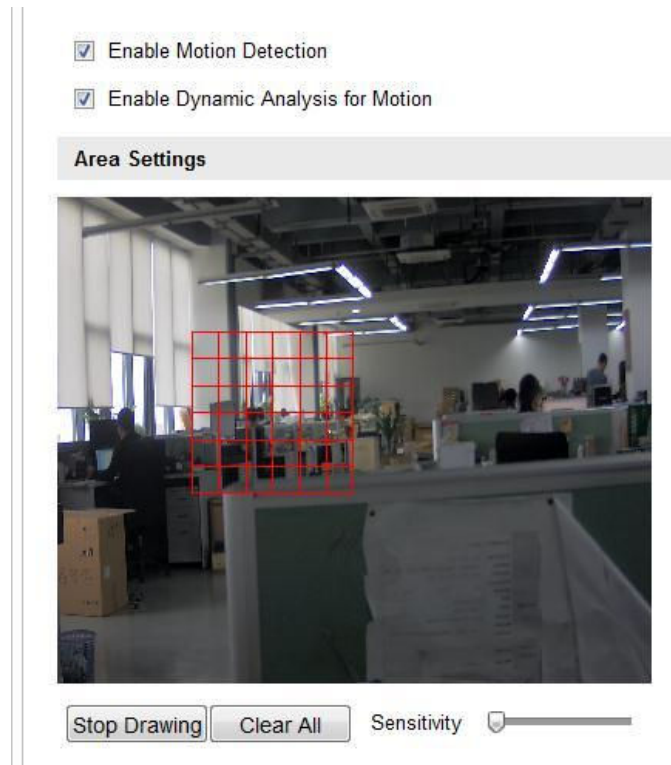 Enable Motion Detection
Enable Dynamic Analysis for Motion
Area Settings
Stop Drawing Clear All Sensitivity